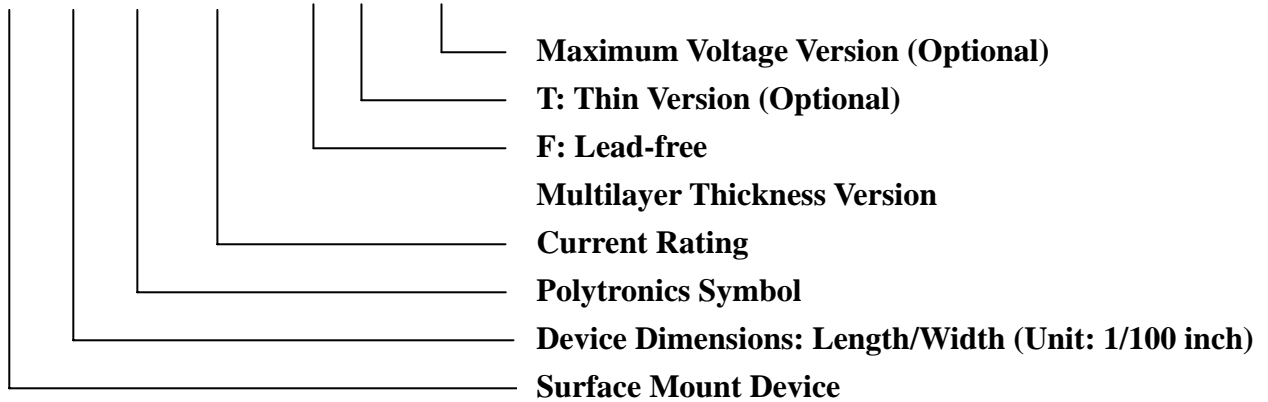 Maximum Voltage Version (Optional)
T: Thin Version (Optional)
F: Lead-free
Multilayer Thickness Version
Current Rating
Polytronics Symbol
Device Dimensions: Length/Width (Unit: 1/100 inch)
Surface Mount Device